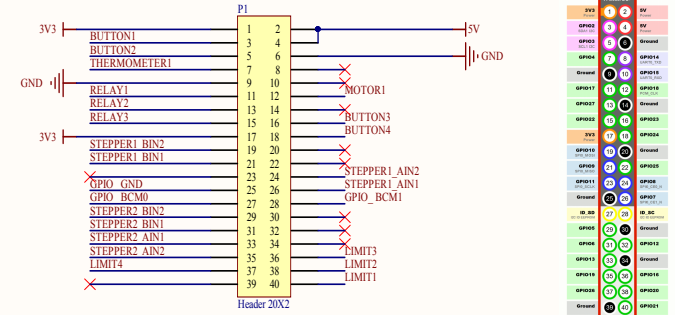 P1
3V3 1 2 5V
BUTTON1 3 4
BUTTON2 5 6 GND
THERMOMETER1 7 8
GND 9 10
RELAY1 11 12 MOTOR1
RELAY2 13 14
RELAY3 15 16 BUTTON3
3V3 17 18 BUTTON4
STEPPER1_BIN2 19 20
STEPPER1_BIN1 21 22
23 24 STEPPER1_AIN2
GPIO_GND 25 26 STEPPER1_AIN1
GPIO_BCM0 27 28 GPIO_BCM1
STEPPER2_BIN2 29 30
STEPPER2_BIN1 31 32
STEPPER2_AIN1 33 34
STEPPER2_AIN2 35 36 LIMIT3
LIMIT4 37 38 LIMIT2
39 40 LIMIT1
Header 20X2
3V3 1 2 5V
Power Power
GPIO2 3 4 5V
Power
GPIO3 5 6 Ground
GPIO4 7 8 GPIO14
Ground 9 10 GPIO15
GPIO17 11 12 GPIO18
GPIO27 13 14 Ground
GPIO22 15 16 GPIO23
3V3 17 18 GPIO24
Power
GPIO10 19 20 Ground
GPIO9 21 22 GPIO25
GPIO11 23 24 GPIO8
Ground 25 26 GPIO7
ID_SD 27 28 ID_SC
GPIO5 29 30 Ground
GPIO6 31 32 GPIO12
GPIO13 33 34 Ground
GPIO19 35 36 GPIO16
GPIO26 37 38 GPIO20
Ground 39 40 GPIO21